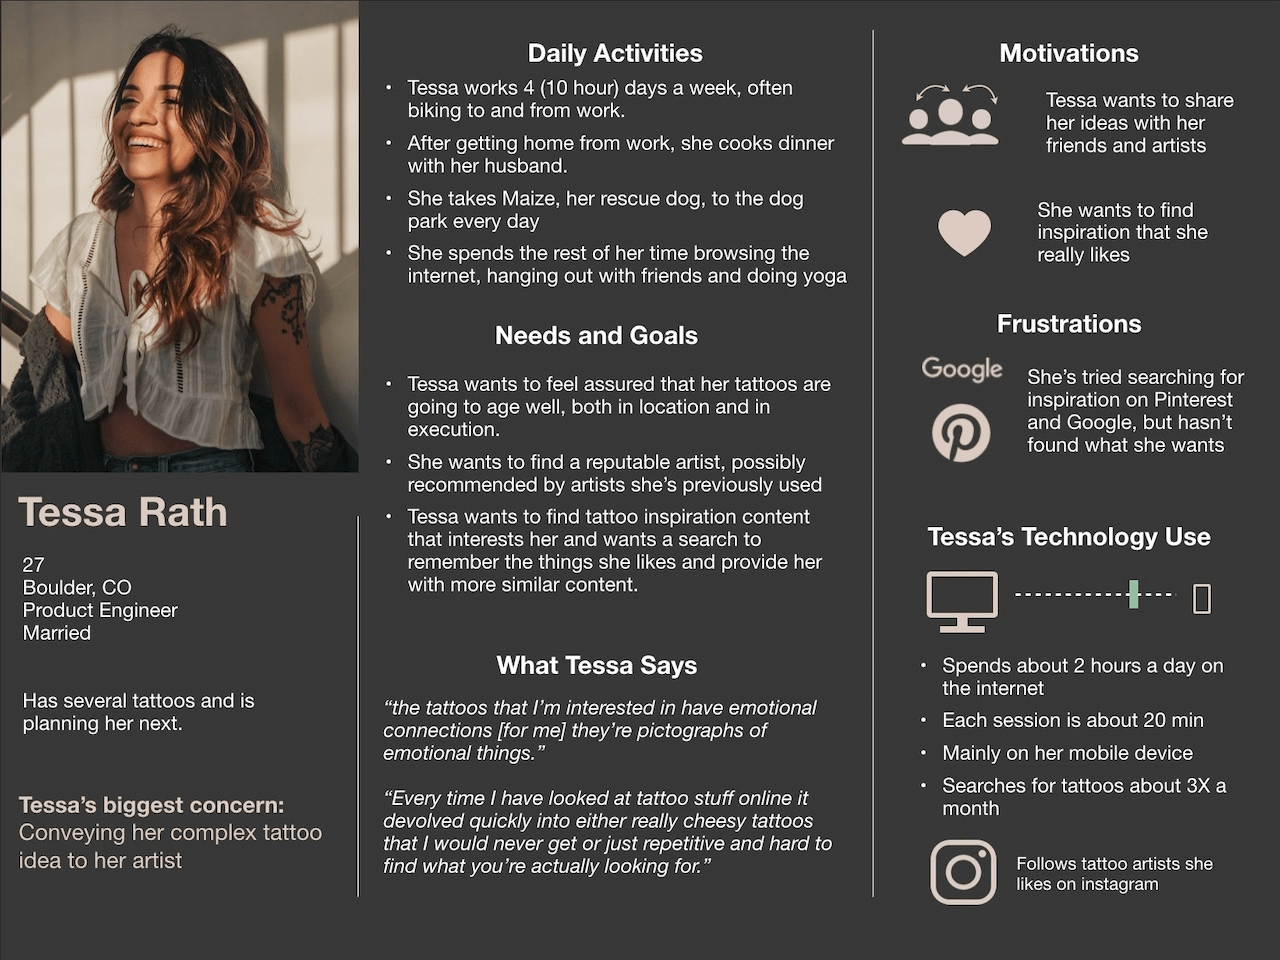 Tessa Rath
27
Boulder, CO
Product Engineer
Married
Has several tattoos and is
planning her next.
Tessa's biggest concern:
Conveying her complex tattoo
idea to her artist
Daily Activities
• Tessa works 4 (10 hour) days a week, often
biking to and from work.
• After getting home from work, she cooks dinner
with her husband.
• She takes Maize, her rescue dog, to the dog
park every day
• She spends the rest of her time browsing the
internet, hanging out with friends and doing yoga
Needs and Goals
• Tessa wants to feel assured that her tattoos are
going to age well, both in location and in
execution.
• She wants to find a reputable artist, possibly
recommended by artists she's previously used
• Tessa wants to find tattoo inspiration content
that interests her and wants a search to
remember the things she likes and provide her
with more similar content.
What Tessa Says
“the tattoos that I'm interested in have emotional
connections [for me] they're pictographs of
emotional things.”
“Every time I have looked at tattoo stuff online it
devolved quickly into either really cheesy tattoos
that I would never get or just repetitive and hard to
find what you're actually looking for.”
Motivations
Tessa wants to share
her ideas with her
friends and artists
She wants to find
inspiration that she
really likes
Frustrations
Google
She's tried searching for
inspiration on Pinterest
and Google, but hasn't
found what she wants
Tessa's Technology Use
• Spends about 2 hours a day on
the internet
• Each session is about 20 min
• Mainly on her mobile device
• Searches for tattoos about 3X a
month
Follows tattoo artists she
likes on instagram